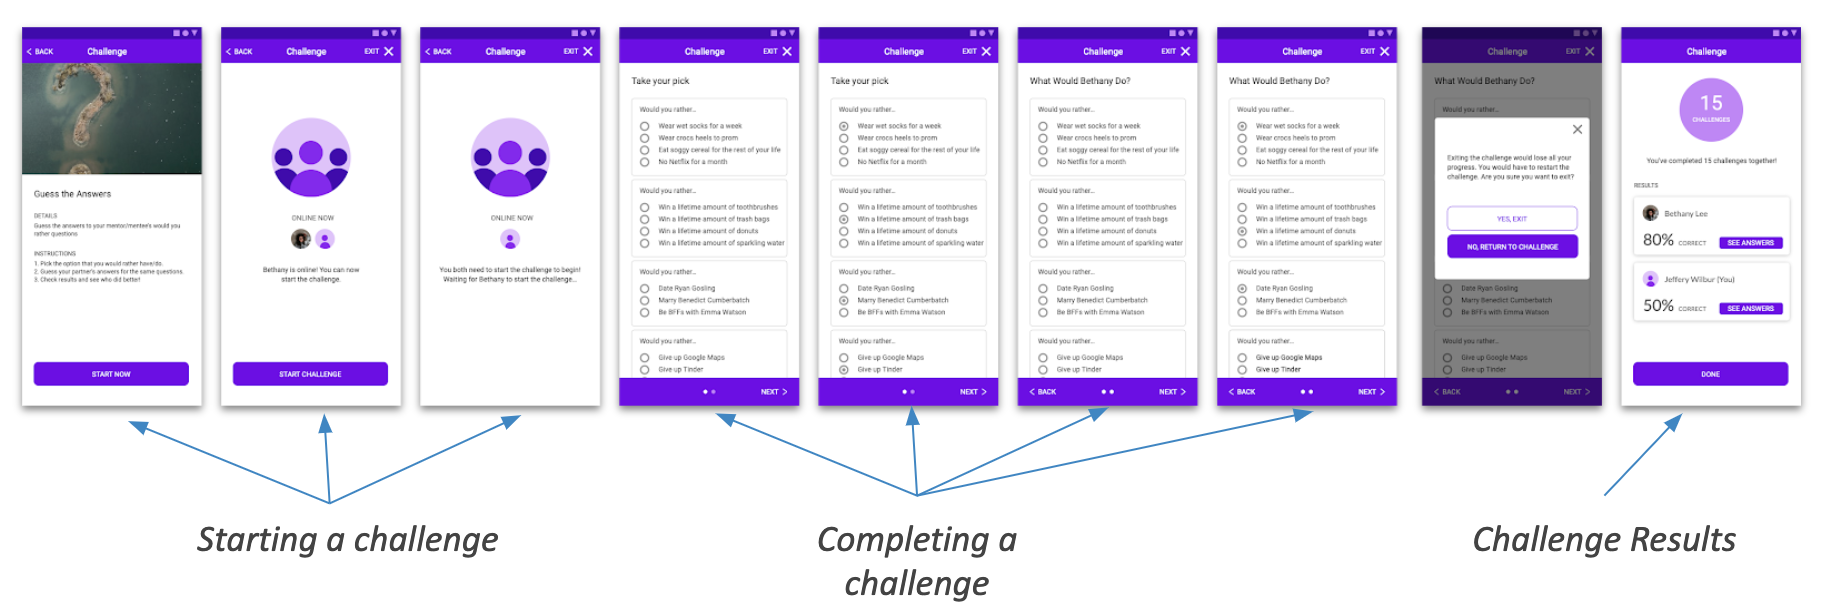 < BACK
Challenge
Guess the Answers
DETAILS
Guess the answers to your mentor/mentee's would you
rather questions
INSTRUCTIONS
1. Pick the option that you would rather have/do.
2. Guess your partner's answers for the same questions.
3. Check results and see who did better!
START NOW
< BACK
Challenge
EXIT X
ONLINE NOW
Bethany is online! You can now
start the challenge.
START CHALLENGE
< BACK
Challenge
EXIT X
ONLINE NOW
You both need to start the challenge to begin!
Waiting for Bethany to start the challenge...
Challenge
EXIT X
Take your pick
Would you rather...
Wear wet socks for a week
Wear crocs heels to prom
Eat soggy cereal for the rest of your life
No Netflix for a month
Would you rather...
Win a lifetime amount of toothbrushes
Win a lifetime amount of trash bags
Win a lifetime amount of donuts
Win a lifetime amount of sparkling water
Would you rather...
Date Ryan Gosling
Marry Benedict Cumberbatch
Be BFFs with Emma Watson
Would you rather...
Give up Google Maps
Give up Tinder
NEXT >
Challenge
EXIT X
Take your pick
Would you rather...
Wear wet socks for a week
Wear crocs heels to prom
Eat soggy cereal for the rest of your life
No Netflix for a month
Would you rather...
Win a lifetime amount of toothbrushes
Win a lifetime amount of trash bags
Win a lifetime amount of donuts
Win a lifetime amount of sparkling water
Would you rather...
Date Ryan Gosling
Marry Benedict Cumberbatch
Be BFFs with Emma Watson
Would you rather...
Give up Google Maps
Give up Tinder
NEXT >
Challenge
EXIT X
What Would Bethany Do?
Would you rather...
Wear wet socks for a week
Wear crocs heels to prom
Eat soggy cereal for the rest of your life
No Netflix for a month
Would you rather...
Win a lifetime amount of toothbrushes
Win a lifetime amount of trash bags
Win a lifetime amount of donuts
Win a lifetime amount of sparkling water
Would you rather...
Date Ryan Gosling
Marry Benedict Cumberbatch
Be BFFs with Emma Watson
Would you rather...
Give up Google Maps
Give up Tinder
< BACK
NEXT >
Challenge
EXIT X
What Would Bethany Do?
Would you rather...
Wear wet socks for a week
Wear crocs heels to prom
Eat soggy cereal for the rest of your life
No Netflix for a month
Would you rather...
Win a lifetime amount of toothbrushes
Win a lifetime amount of trash bags
Win a lifetime amount of donuts
Win a lifetime amount of sparkling water
Would you rather...
Date Ryan Gosling
Marry Benedict Cumberbatch
Be BFFs with Emma Watson
Would you rather...
Give up Google Maps
Give up Tinder
< BACK
NEXT >
Challenge
EXIT X
What Would Bethany Do?
Would you rather...
Exiting the challenge would lose all your
progress. You would have to restart the
challenge. Are you sure you want to exit?
YES, EXIT
NO, RETURN TO CHALLENGE
Date Ryan Gosling
Marry Benedict Cumberbatch
Be BFFs with Emma Watson
Would you rather...
Give up Google Maps
Give up Tinder
< BACK
NEXT >
Challenge
15
CHALLENGES
You've completed 15 challenges together!
RESULTS
Bethany Lee
80% CORRECT
SEE ANSWERS
Jeffery Wilbur (You)
50% CORRECT
SEE ANSWERS
DONE
Starting a challenge
Completing a
challenge
Challenge Results